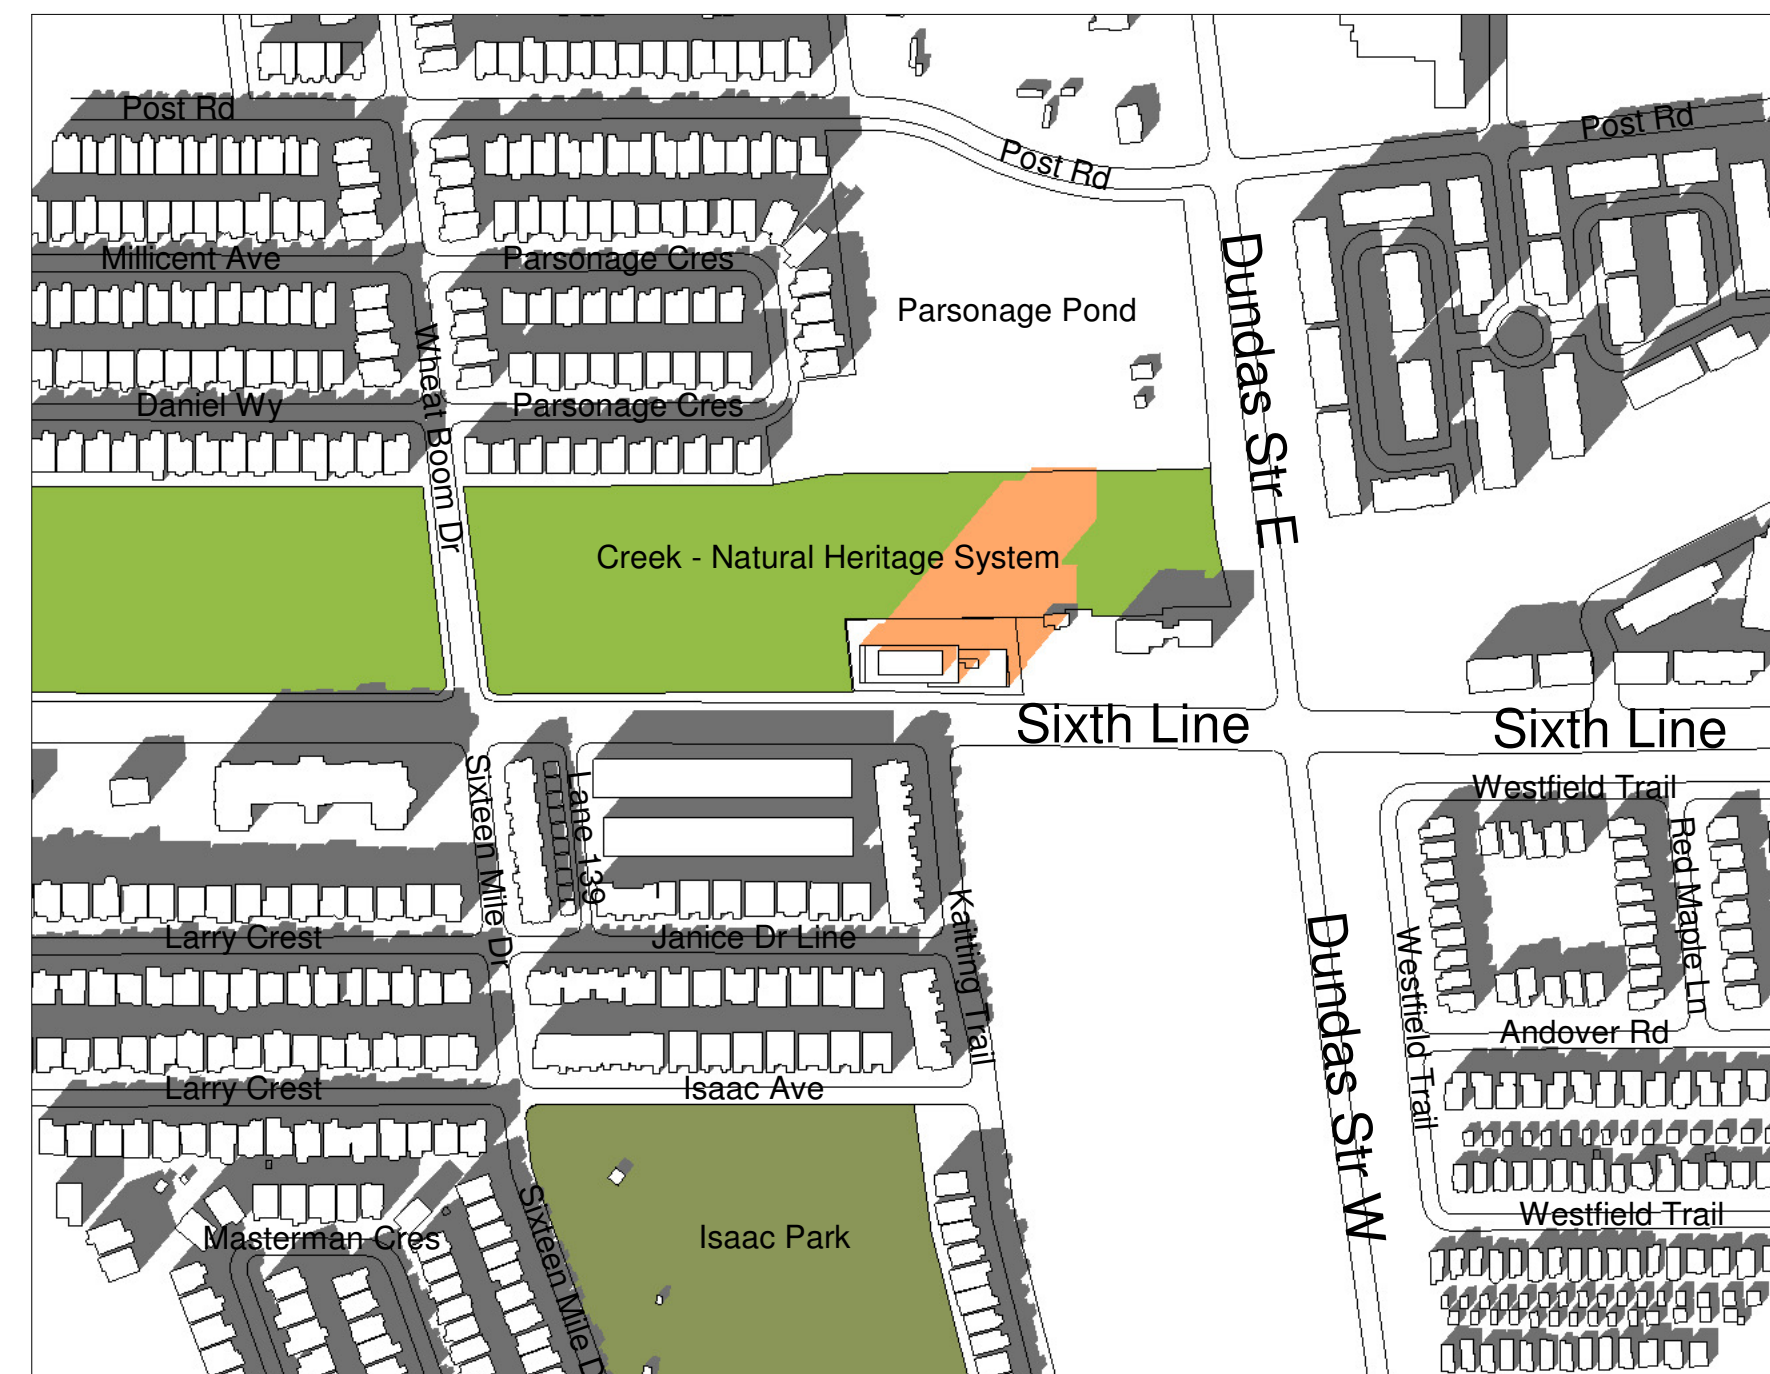 Post Rd
Post Rd
Post Rd
Millicent Ave
Parsonage Cres
Dundas Str E
Parsonage Pond
Wheat Boom Dr
Daniel Wy
Parsonage Cres
Creek - Natural Heritage System
Sixth Line
Sixth Line
Sixteen Mile Dr
Lane 139
Westfield Trail
Red Maple Ln
Kaitting Trail
Larry Crest
Janice Dr Line
Dundas Str W
Westfield Trail
Andover Rd
Larry Crest
Isaac Ave
Sixteen Mile D
Masterman Cres
Isaac Park
Westfield Trail